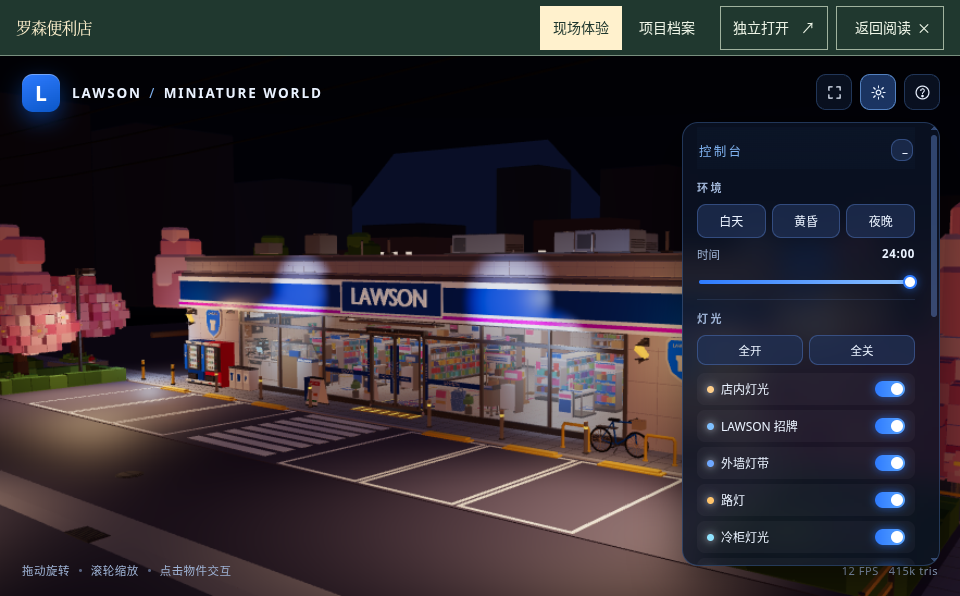 罗森便利店
现场体验
项目档案
独立打开 ↗
返回阅读 ×
L
LAWSON / MINIATURE WORLD
控制台
环境
白天
黄昏
夜晚
时间
24:00
灯光
全开
全关
店内灯光
LAWSON 招牌
外墙灯带
路灯
冷柜灯光
LAWSON
拖动旋转 • 滚轮缩放 • 点击物件交互
12 FPS 415k tris